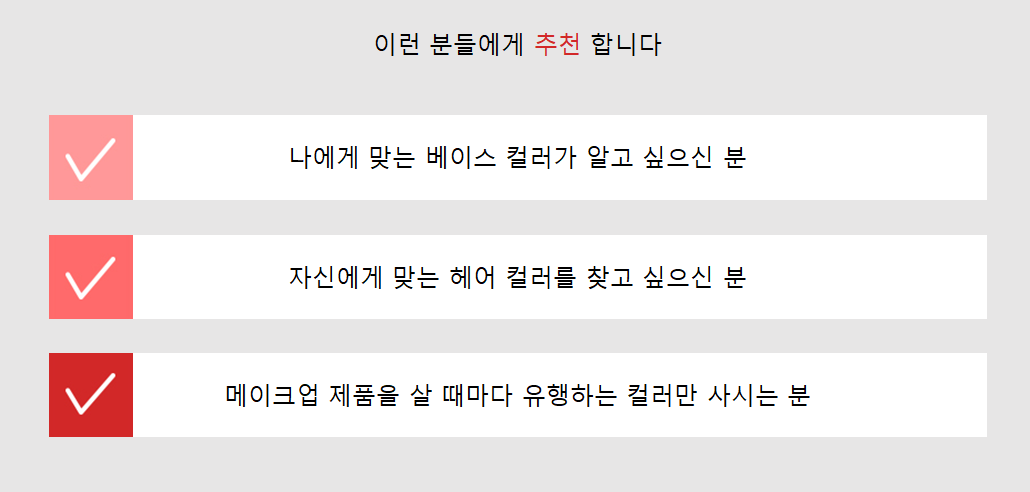 이런 분들에게 추천 합니다
나에게 맞는 베이스 컬러가 알고 싶으신 분
자신에게 맞는 헤어 컬러를 찾고 싶으신 분
메이크업 제품을 살 때마다 유행하는 컬러만 사시는 분